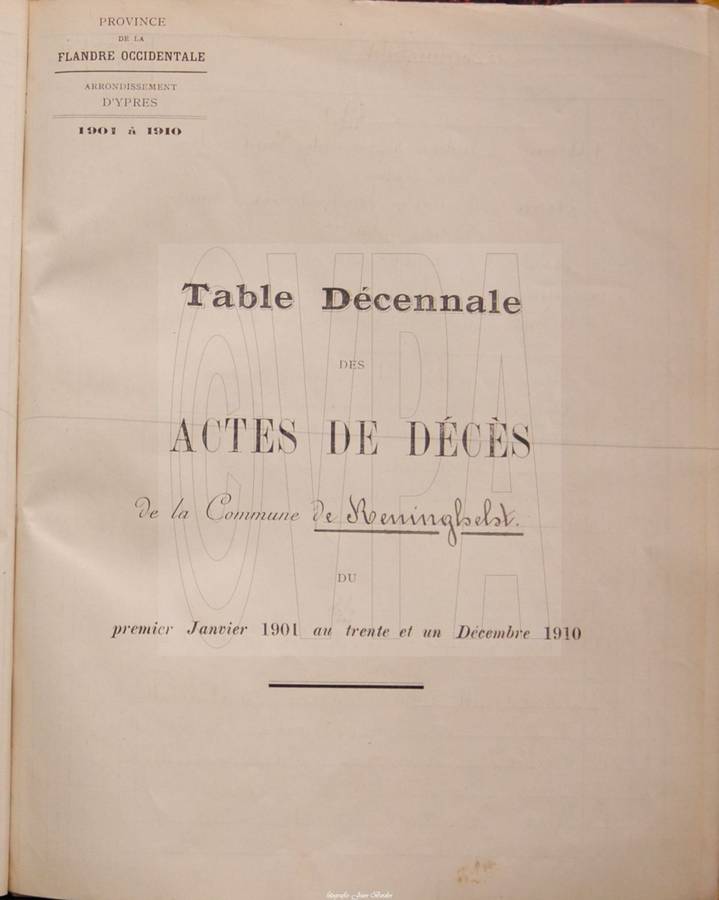 PROVINCE
DE LA
FLANDRE OCCIDENTALE
ARRONDISSEMENT
D'YPRES
1901 à 1910
Table Décennale
DES
ACTES DE DÉCÈS
de la Commune de Reninghelst.
DU
premier Janvier 1901 au trente et un Décembre 1910
©VPA